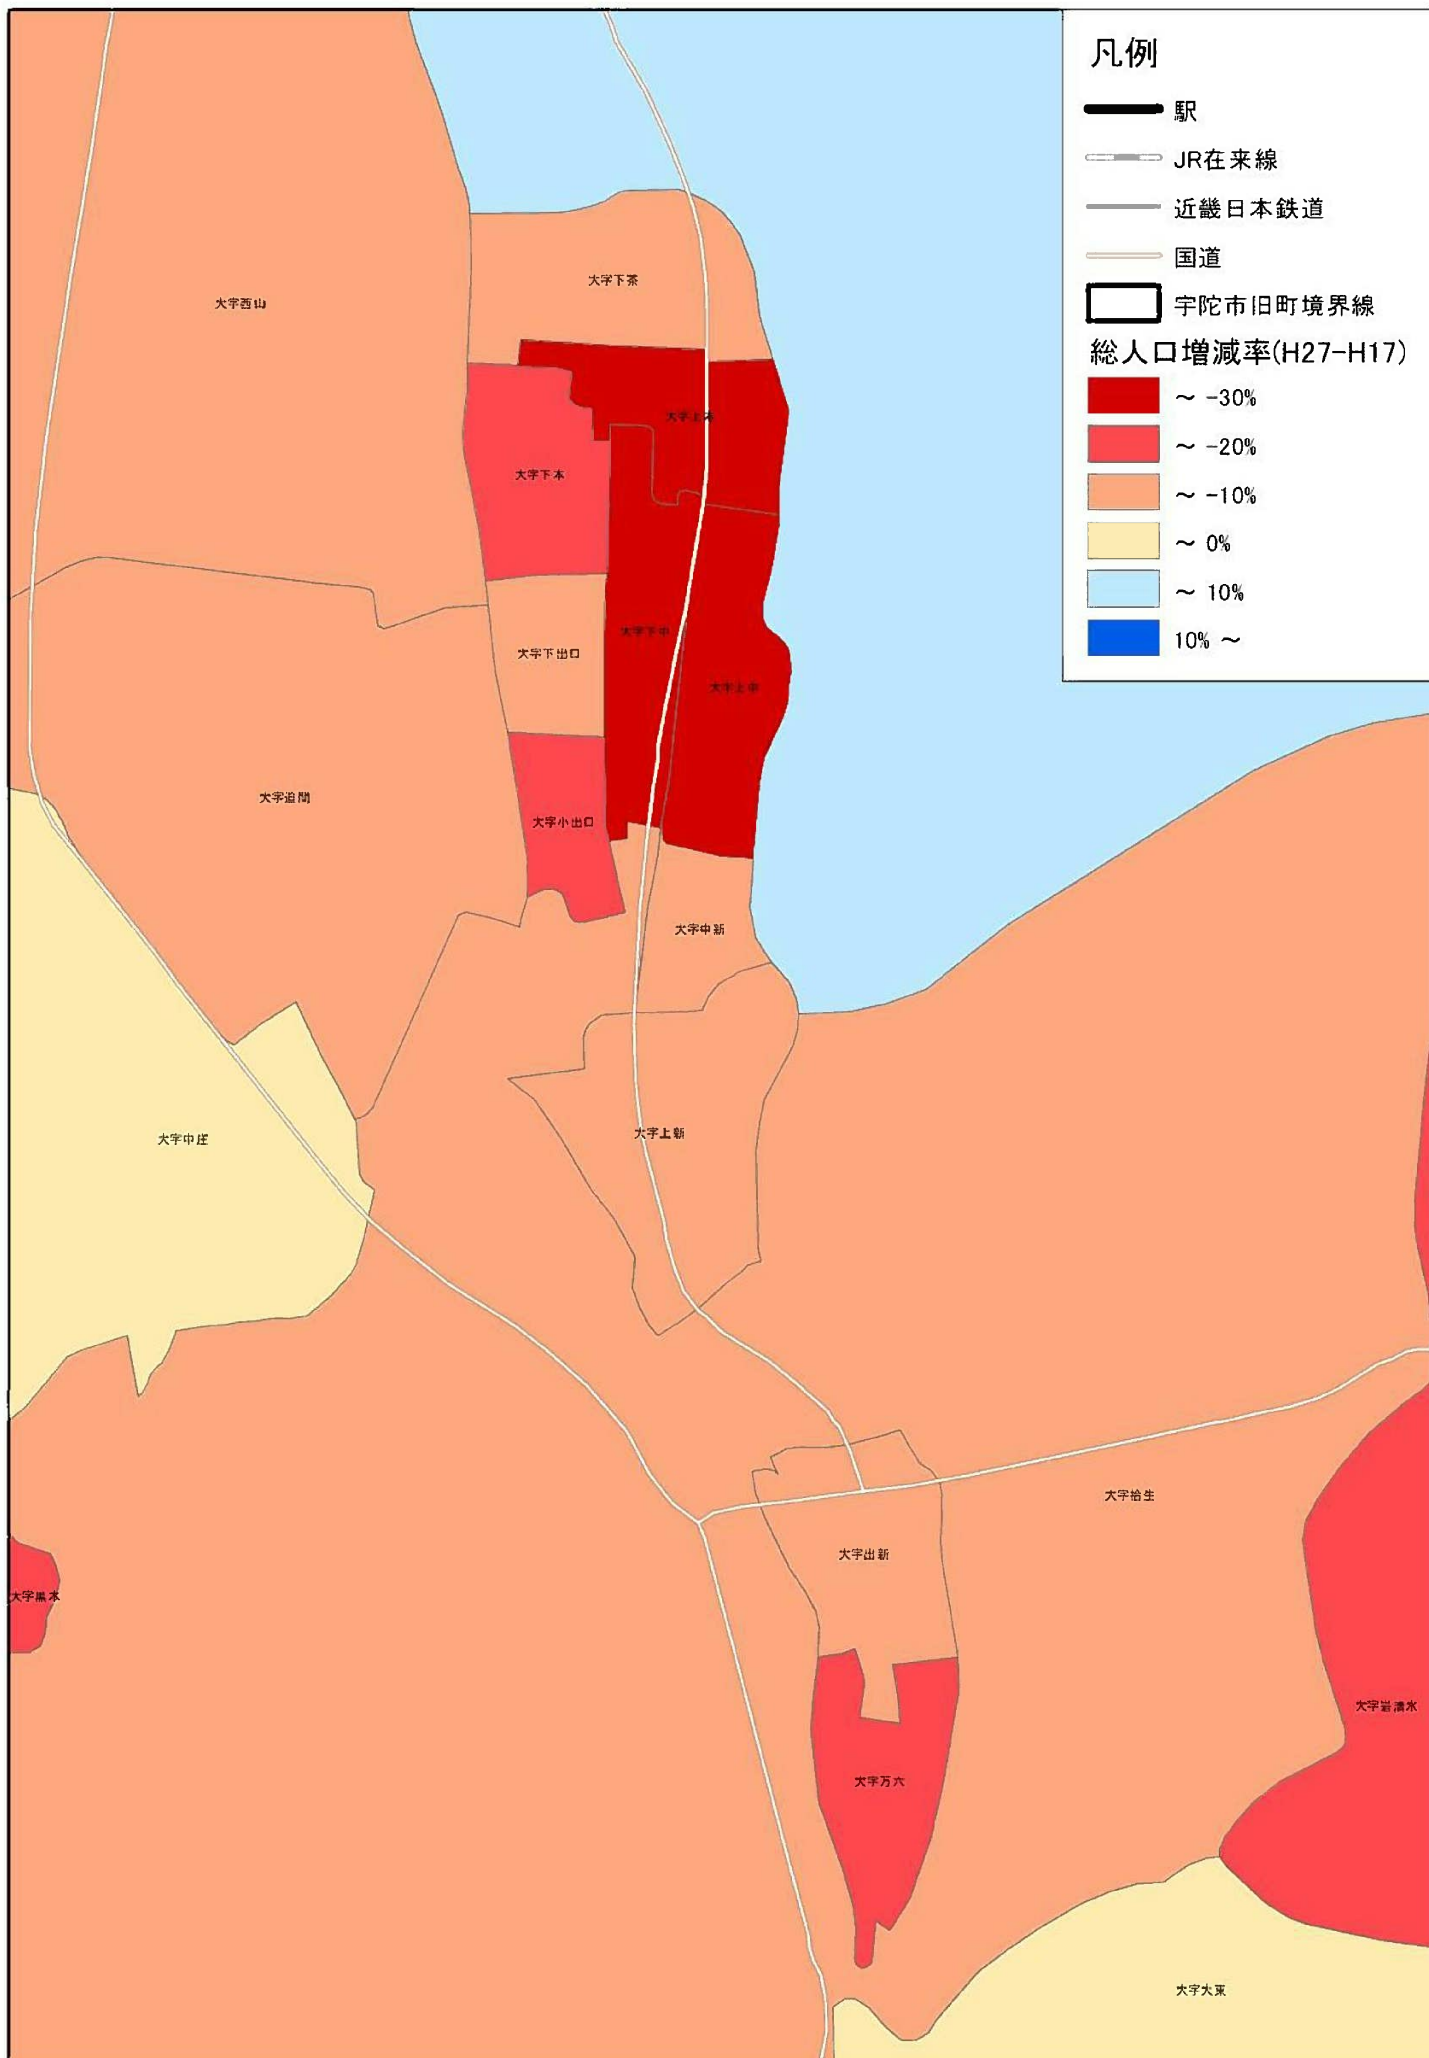 凡例
駅
JR在来線
近畿日本鉄道
国道
宇陀市旧町境界線
総人口増減率(H27-H17)
～ -30%
～ -20%
～ -10%
～ 0%
～ 10%
10% ～
大字下茶
大字西山
大字上本
大字下本
大字下中
大字下出口
大字上中
大字迫間
大字小出口
大字中新
大字上新
大字中庄
大字拾生
大字出新
大字黒木
大字岩清水
大字万六
大字大東